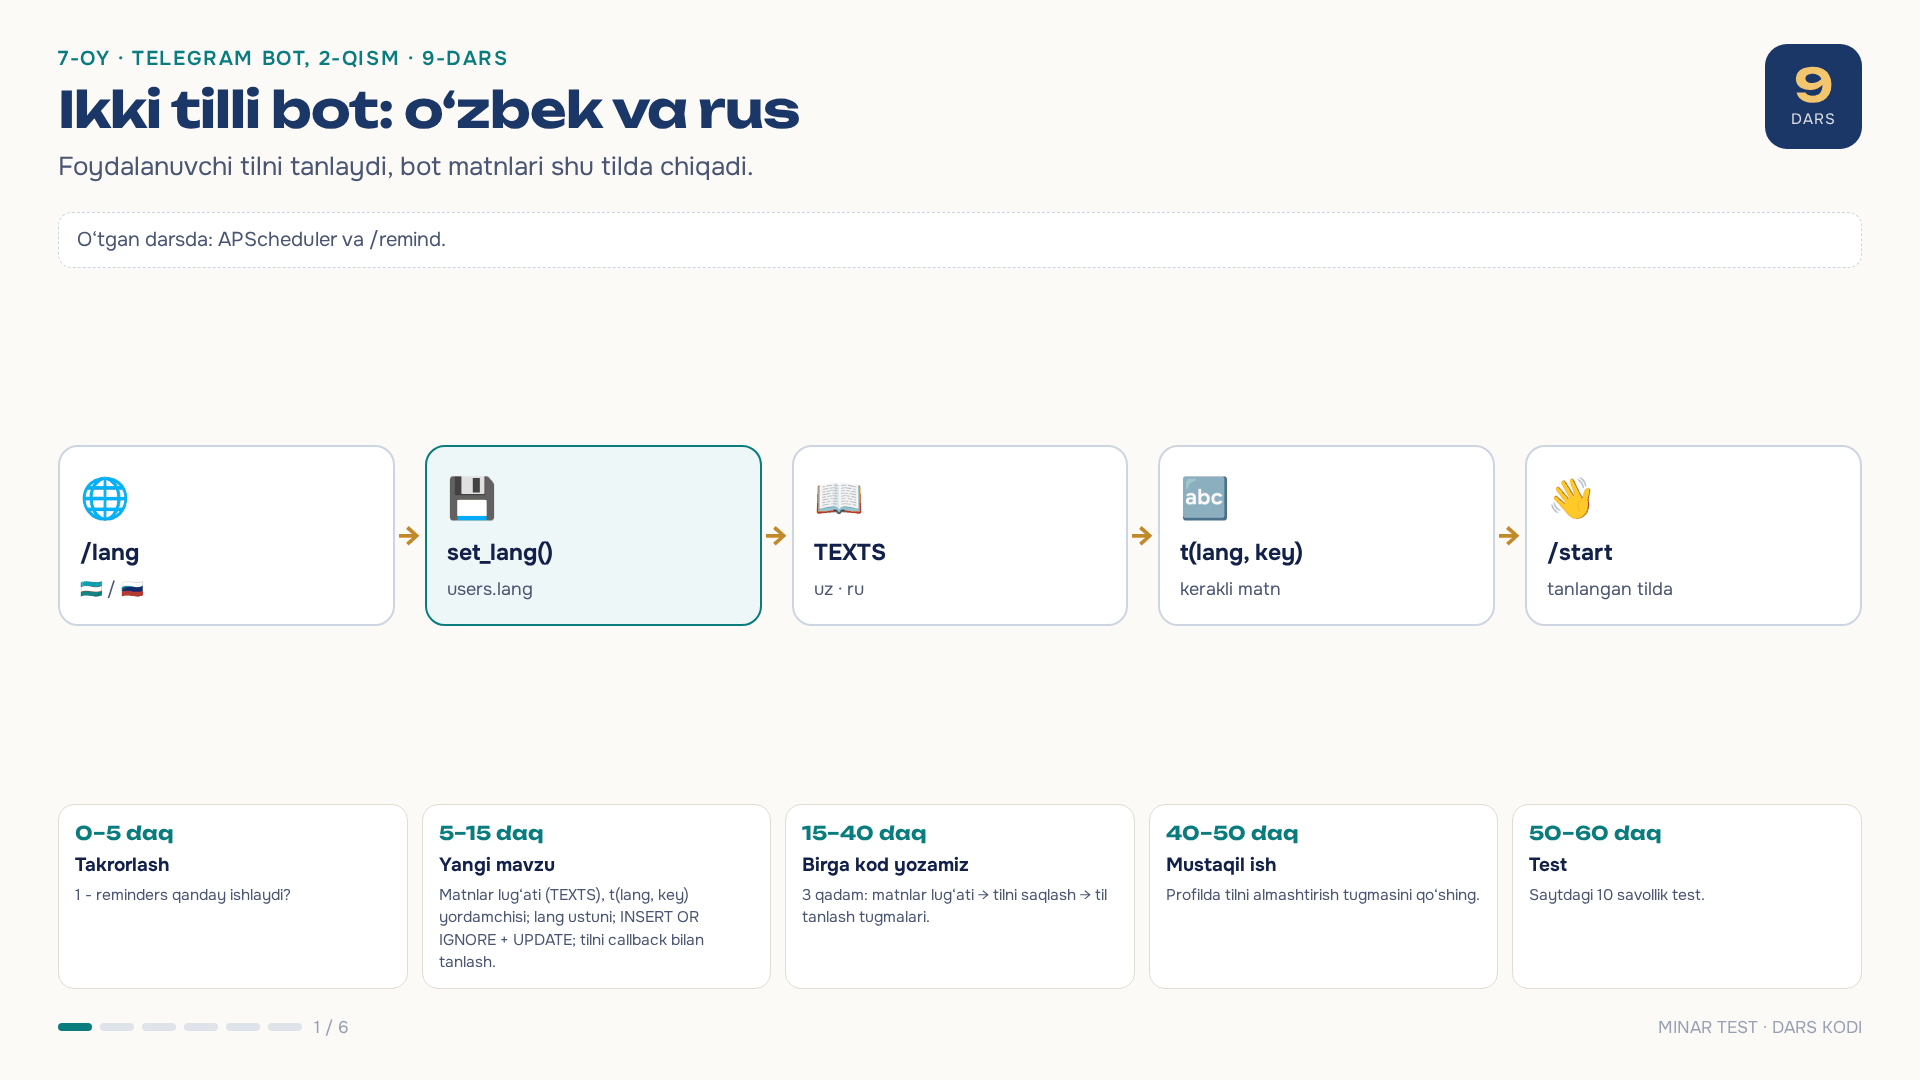 7-OY · TELEGRAM BOT, 2-QISM · 9-DARS
Ikki tilli bot: o‘zbek va rus
Foydalanuvchi tilni tanlaydi, bot matnlari shu tilda chiqadi.
9
DARS
O‘tgan darsda: APScheduler va /remind.
/lang
🇺🇿 / 🇷🇺
→
set_lang()
users.lang
→
TEXTS
uz · ru
→
abc
t(lang, key)
kerakli matn
→
/start
tanlangan tilda
0–5 daq
Takrorlash
1 - reminders qanday ishlaydi?
5–15 daq
Yangi mavzu
Matnlar lug‘ati (TEXTS), t(lang, key)
yordamchisi; lang ustuni; INSERT OR
IGNORE + UPDATE; tilni callback bilan
tanlash.
15–40 daq
Birga kod yozamiz
3 qadam: matnlar lug‘ati → tilni saqlash → til
tanlash tugmalari.
40–50 daq
Mustaqil ish
Profilda tilni almashtirish tugmasini qo‘shing.
50–60 daq
Test
Saytdagi 10 savollik test.
1 / 6
MINAR TEST · DARS KODI